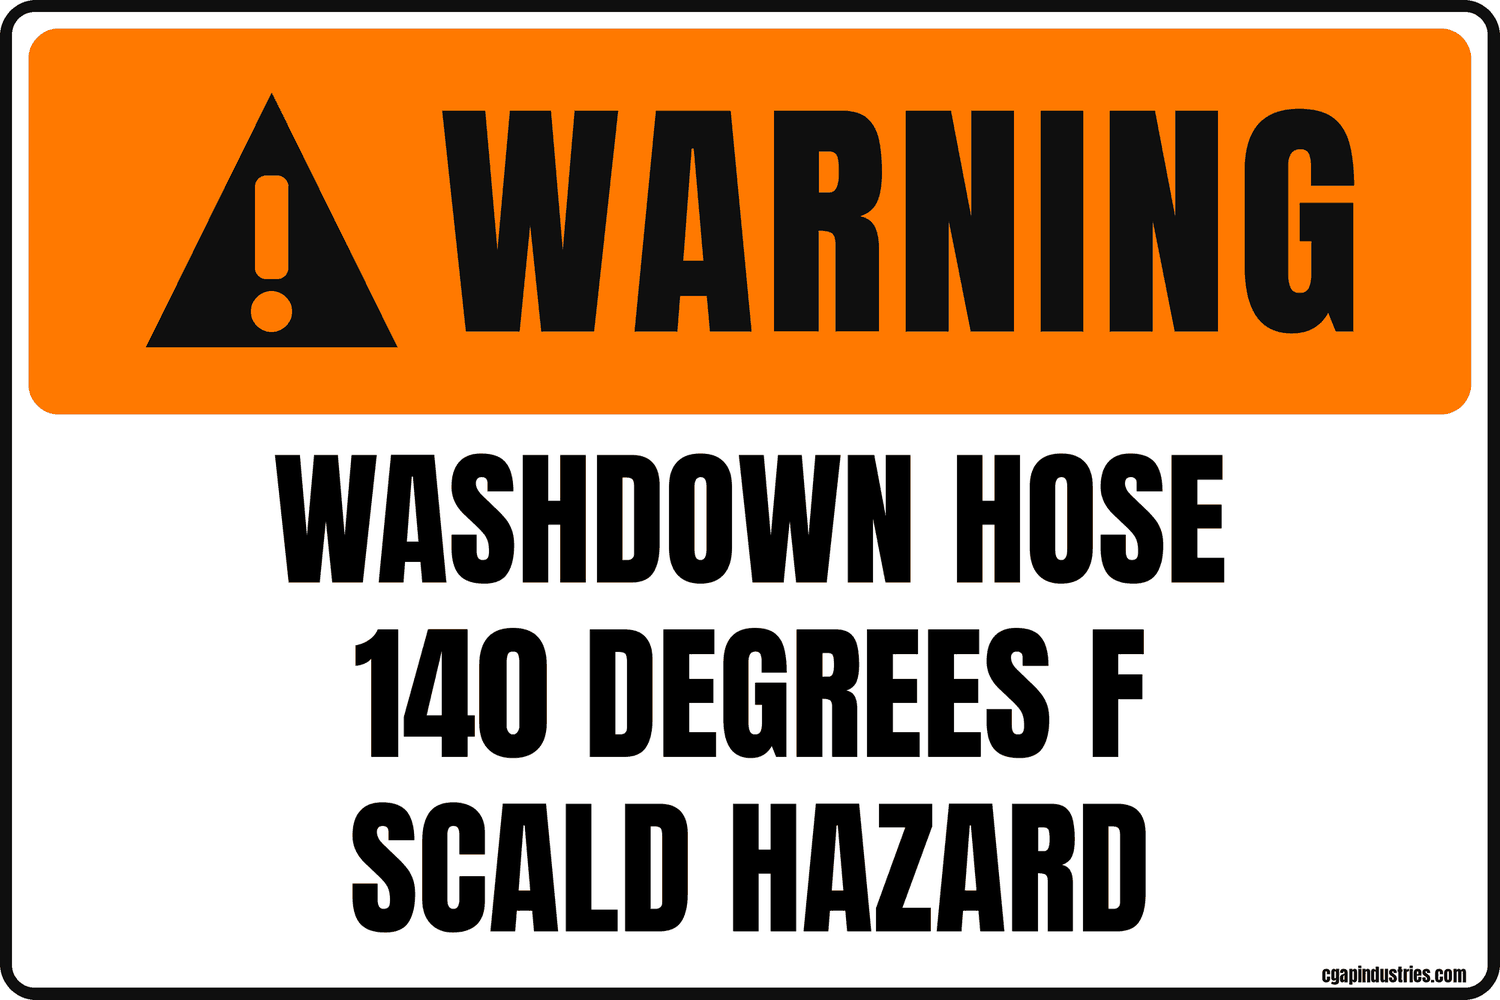 WARNING
WASHDOWN HOSE
140 DEGREES F
SCALD HAZARD
cgapindustries.com